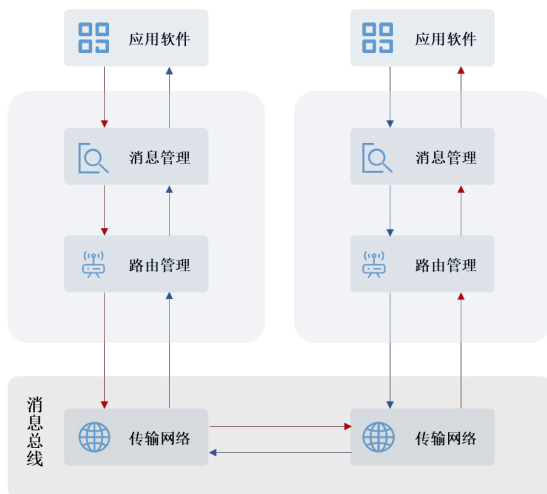 应用软件
应用软件
消息管理
消息管理
路由管理
路由管理
消息总线
传输网络
传输网络